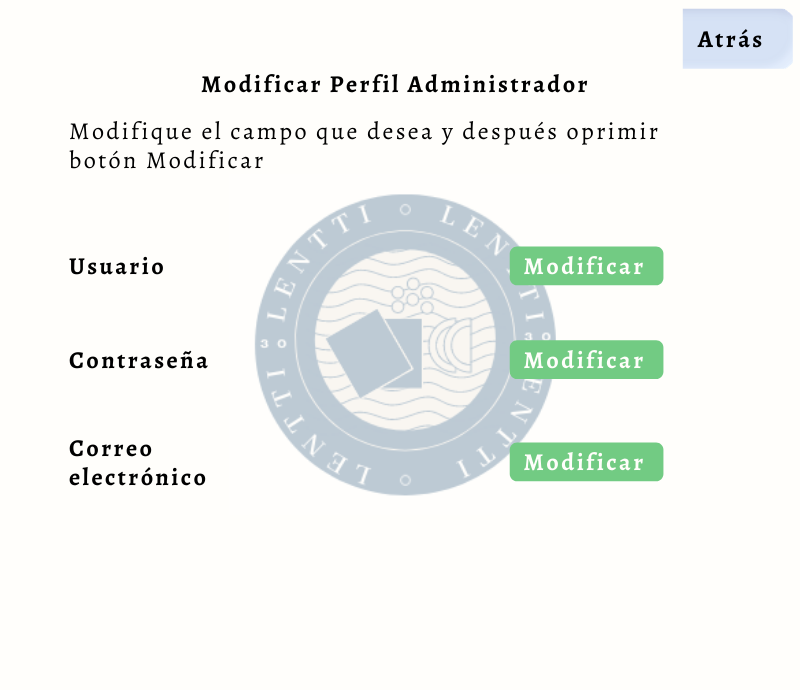 Atrás
Modificar Perfil Administrador
Modifique el campo que desea y después oprimir
botón Modificar
LENTTI LENTTI
Usuario Modificar
Contraseña Modificar
Correo
electrónico Modificar
LENTTI LENTTI